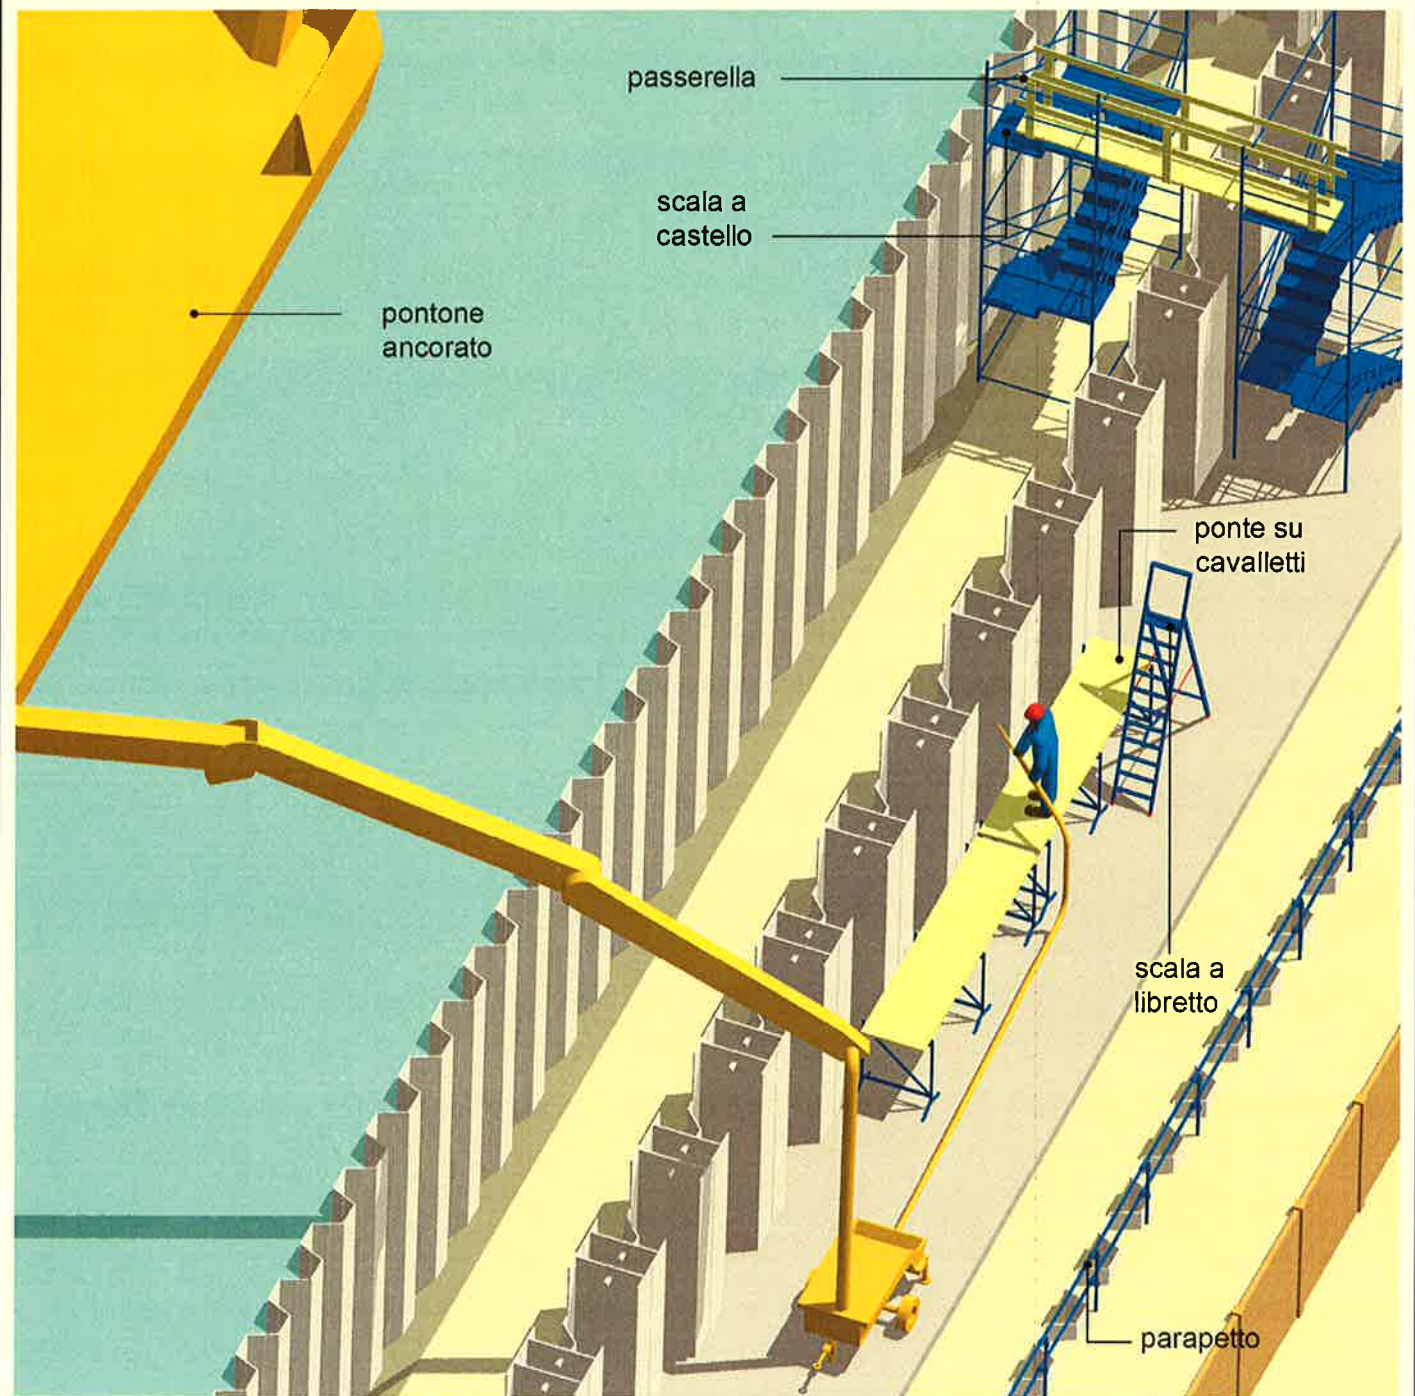 passerella
scala a
castello
pontone
ancorato
ponte su
cavalletti
scala a
libretto
parapetto